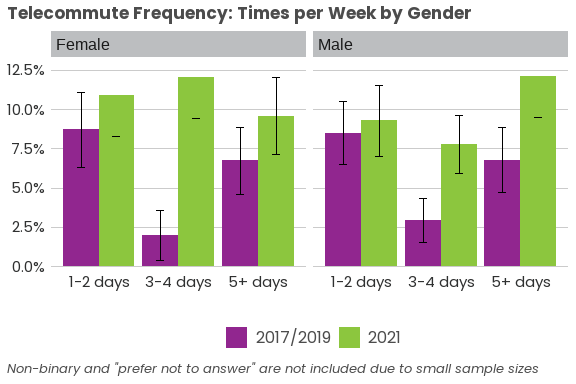 Telecommute Frequency: Times per Week by Gender
Female
Male
12.5%
10.0%
7.5%
5.0%
2.5%
0.0%
1-2 days
3-4 days
5+ days
1-2 days
3-4 days
5+ days
2017/2019
2021
Non-binary and "prefer not to answer" are not included due to small sample sizes